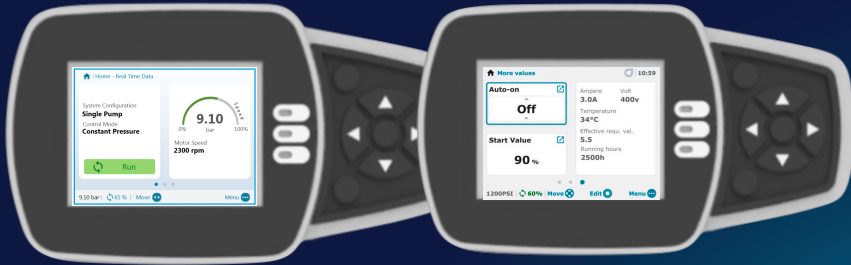 | Home - Real Time Data
System Configuration
Single Pump
Control Mode
Constant Pressure
Run
Speed
9.10
0% bar 100%
Motor Speed
2300 rpm
9.10 bar | 65 % | Move
Menu
More values
| 10:59
Auto-on
Off
Start Value
90 %
Ampere Volt
3.0A 400v
Temperature
34°C
Effective requ. val.
5.5
Running hours
2500h
1200PSI | 60% | Move Edit Menu